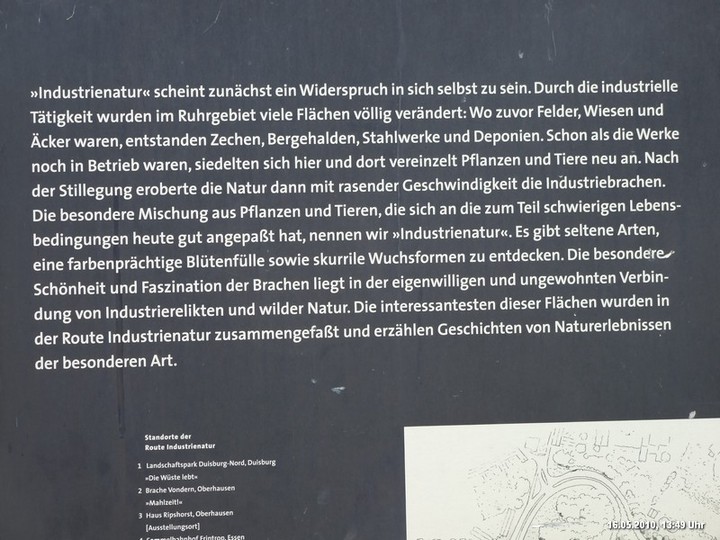 »Industrienatur« scheint zunächst ein Widerspruch in sich selbst zu sein. Durch die industrielle
Tätigkeit wurden im Ruhrgebiet viele Flächen völlig verändert: Wo zuvor Felder, Wiesen und
Äcker waren, entstanden Zechen, Bergehalden, Stahlwerke und Deponien. Schon als die Werke
noch in Betrieb waren, siedelten sich hier und dort vereinzelt Pflanzen und Tiere neu an. Nach
der Stillegung eroberte die Natur dann mit rasender Geschwindigkeit die Industriebrachen.
Die besondere Mischung aus Pflanzen und Tieren, die sich an die zum Teil schwierigen Lebens-
bedingungen heute gut angepaßt hat, nennen wir »Industrienatur«. Es gibt seltene Arten,
eine farbenprächtige Blütenfülle sowie skurrile Wuchsformen zu entdecken. Die besondere
Schönheit und Faszination der Brachen liegt in der eigenwilligen und ungewohnten Verbin-
dung von Industrierelikten und wilder Natur. Die interessantesten dieser Flächen wurden in
der Route Industrienatur zusammengefaßt und erzählen Geschichten von Naturerlebnissen
der besonderen Art.
Standorte der
Route Industrienatur
1 Landschaftspark Duisburg-Nord, Duisburg
»Die Wüste lebt«
2 Brache Vondern, Oberhausen
»Mahlzeit!«
3 Haus Ripshorst, Oberhausen
[Ausstellungsort]
4 Sammelbahnhof Frintrop, Essen
16.05.2010, 13:49 Uhr